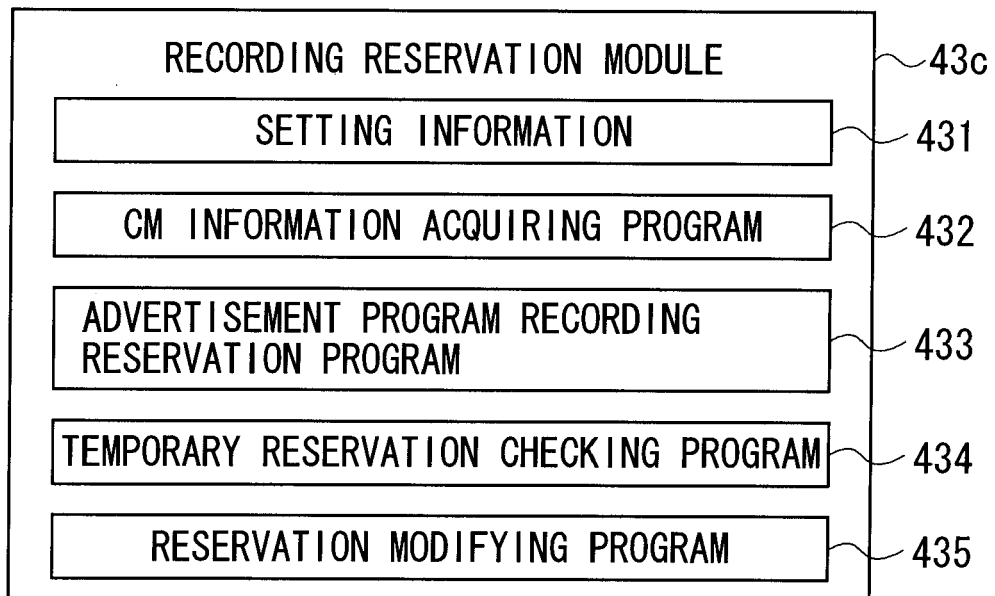 RECORDING RESERVATION MODULE 43c
SETTING INFORMATION 431
CM INFORMATION ACQUIRING PROGRAM 432
ADVERTISEMENT PROGRAM RECORDING
RESERVATION PROGRAM 433
TEMPORARY RESERVATION CHECKING PROGRAM 434
RESERVATION MODIFYING PROGRAM 435